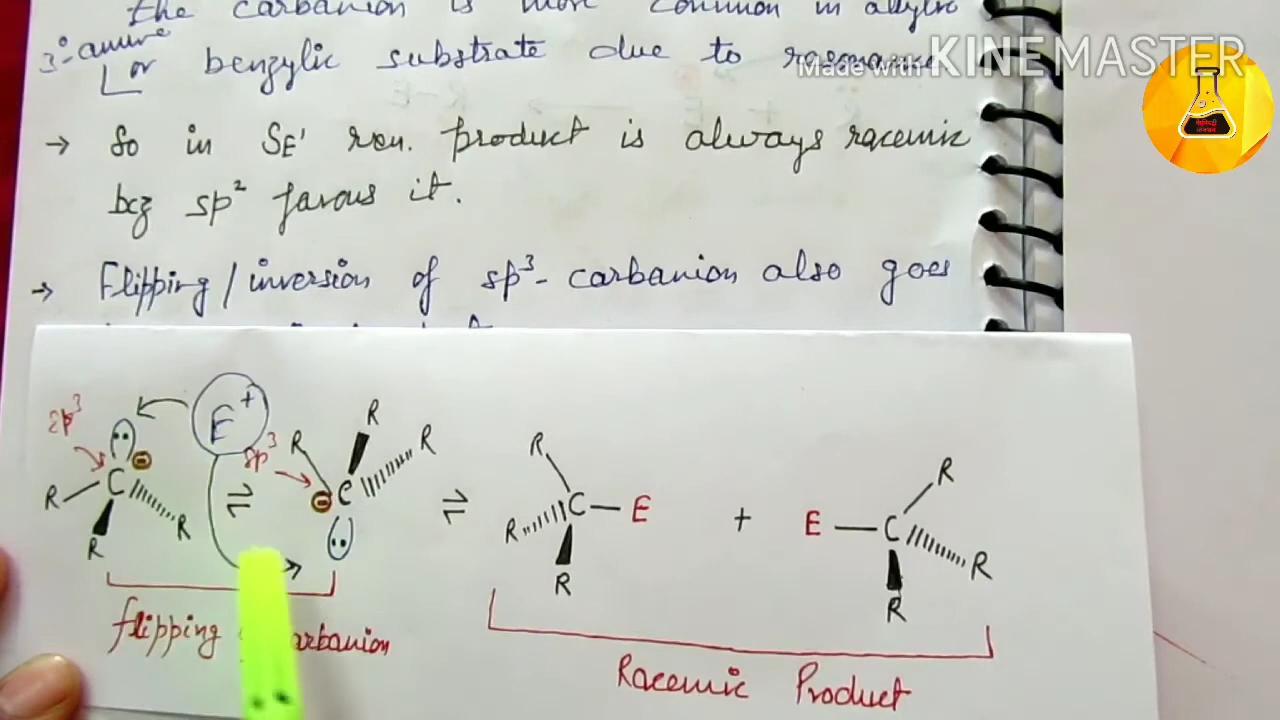 the carbanion is more common in allylic
3°-amine
or benzylic substrate due to resonance
Made with KINEMASTER
→ So in SE' rxn. product is always racemic
bcz sp² favous it.
→ Flipping/inversion of sp³-carbanion also goes
sp³ C R R R
E+
sp³ C R R R
⇌
⇌
R R R C — E
+
E — C R R R
flipping carbanion
Racemic Product